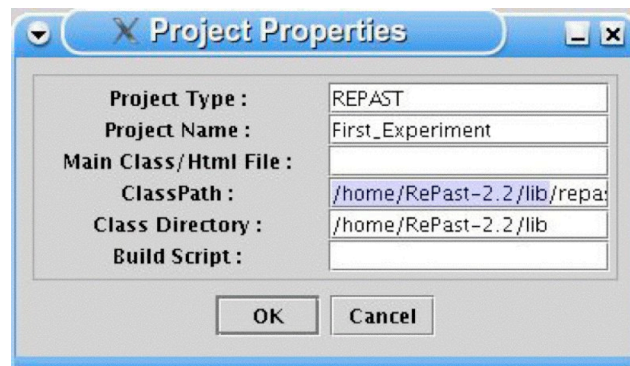 Project Properties
Project Type : REPAST
Project Name : First_Experiment
Main Class/Html File :
ClassPath : /home/RePast-2.2/lib/repas
Class Directory : /home/RePast-2.2/lib
Build Script :
OK Cancel